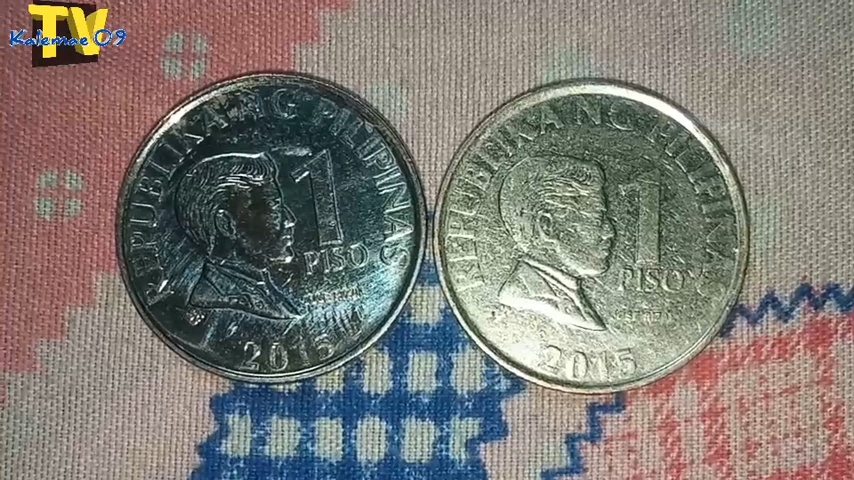 TV
Kalemae 09
REPUBLIKA NG PILIPINAS
1
PISO
2015
REPUBLIKA NG PILIPINAS
1
PISO
2015